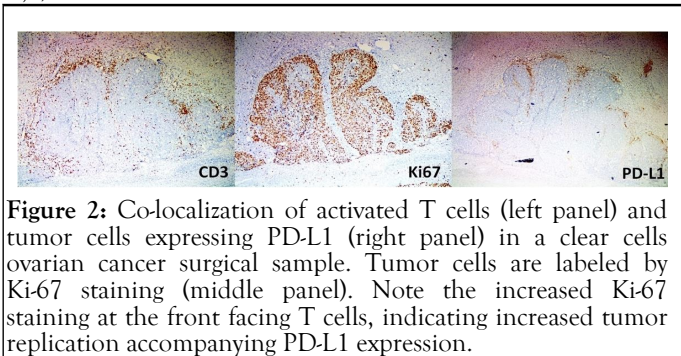 CD3
Ki67
PD-L1
Figure 2: Co-localization of activated T cells (left panel) and
tumor cells expressing PD-L1 (right panel) in a clear cells
ovarian cancer surgical sample. Tumor cells are labeled by
Ki-67 staining (middle panel). Note the increased Ki-67
staining at the front facing T cells, indicating increased tumor
replication accompanying PD-L1 expression.